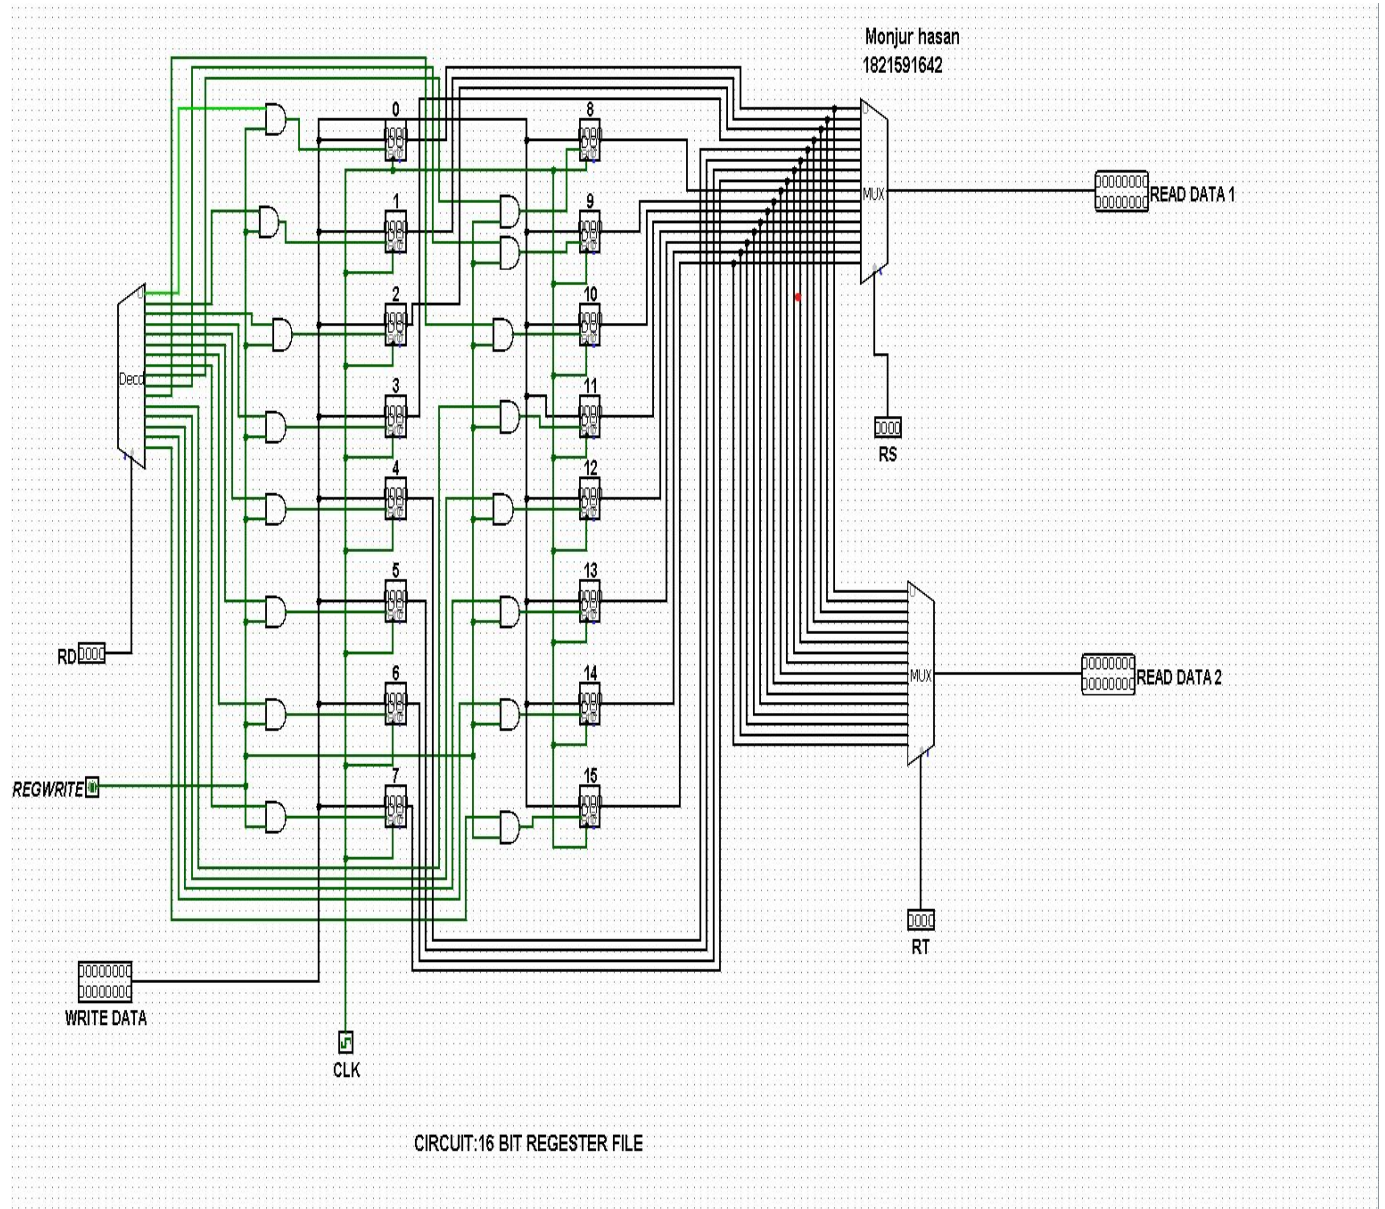 Monjur hasan
1821591642
0
8
1
9
2
10
3
11
4
12
5
13
6
14
7
15
Decd
MUX
MUX
READ DATA 1
RS
RD
READ DATA 2
REGWRITE
RT
WRITE DATA
CLK
CIRCUIT:16 BIT REGESTER FILE